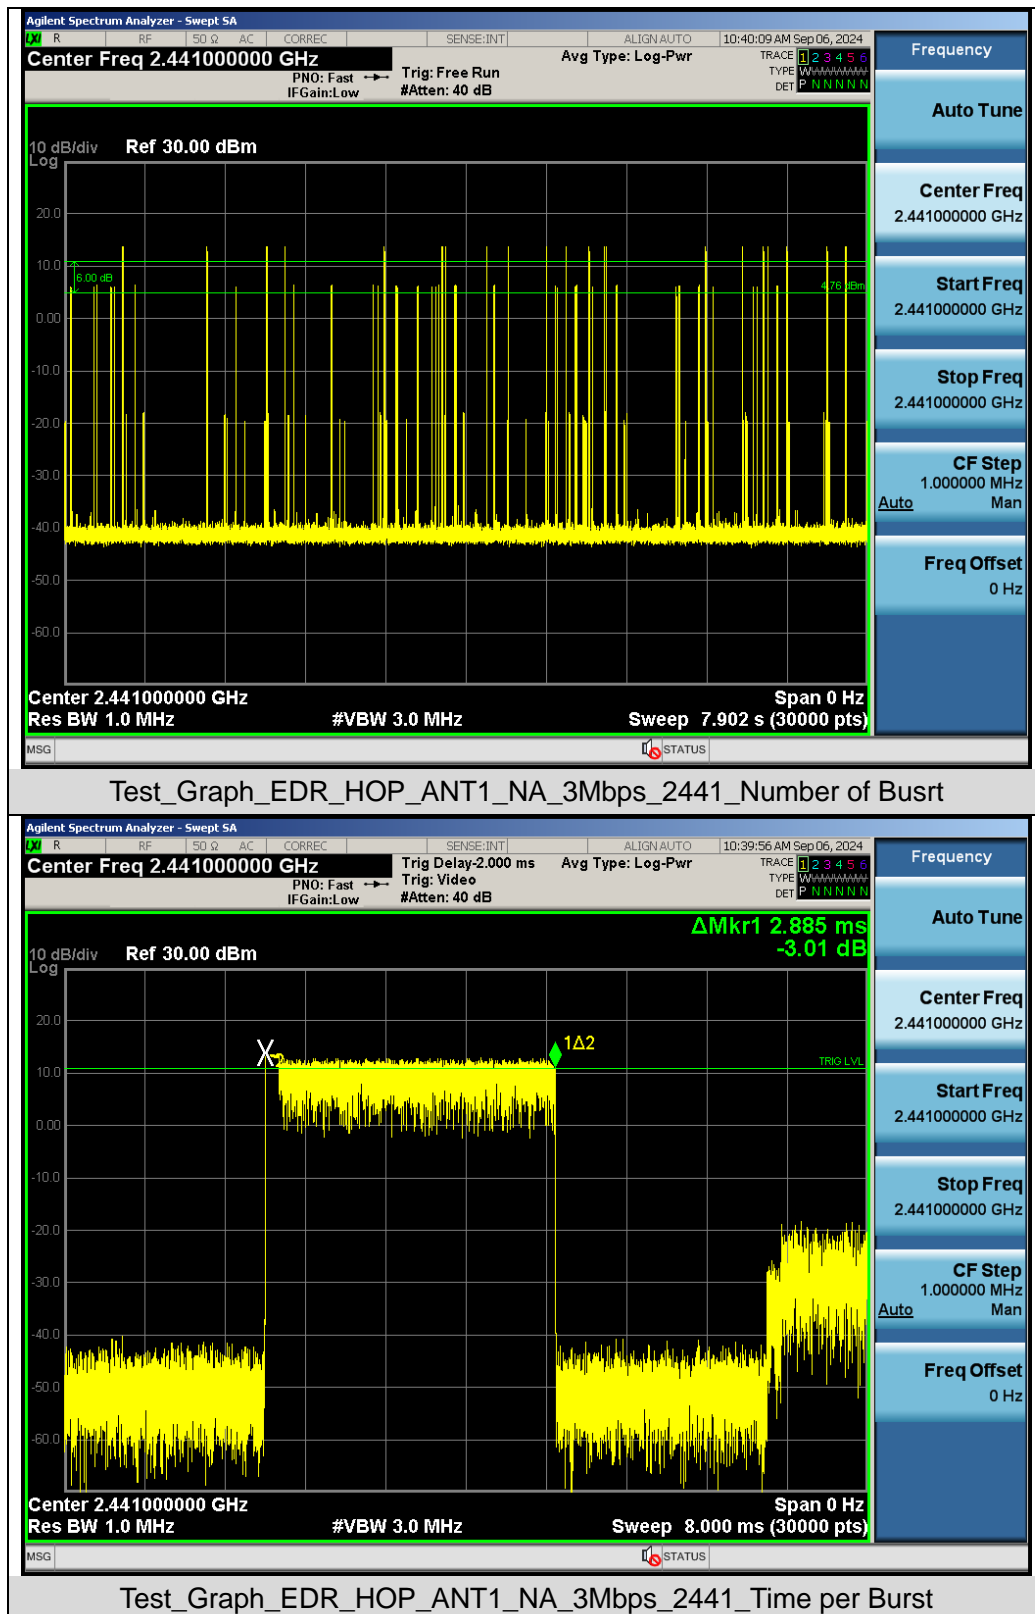 Agilent Spectrum Analyzer - Swept SA
LXI R RF 50 Ω AC CORREC SENSE:INT ALIGN AUTO 10:40:09 AM Sep 06, 2024
Center Freq 2.441000000 GHz
PNO: Fast
IFGain:Low
Trig: Free Run
#Atten: 40 dB
Avg Type: Log-Pwr
TRACE 1 2 3 4 5 6
TYPE WWWWWW
DET P N N N N N
Frequency
Auto Tune
Center Freq
2.441000000 GHz
Start Freq
2.441000000 GHz
Stop Freq
2.441000000 GHz
CF Step
1.000000 MHz
Auto Man
Freq Offset
0 Hz
10 dB/div Ref 30.00 dBm
Log
20.0
10.0
6.00 dB
4.76 dBm
0.00
-10.0
-20.0
-30.0
-40.0
-50.0
-60.0
Center 2.441000000 GHz Span 0 Hz
Res BW 1.0 MHz #VBW 3.0 MHz Sweep 7.902 s (30000 pts)
MSG STATUS
Test_Graph_EDR_HOP_ANT1_NA_3Mbps_2441_Number of Busrt
Agilent Spectrum Analyzer - Swept SA
LXI R RF 50 Ω AC CORREC SENSE:INT ALIGN AUTO 10:39:56 AM Sep 06, 2024
Center Freq 2.441000000 GHz
PNO: Fast
IFGain:Low
Trig Delay-2.000 ms
Trig: Video
#Atten: 40 dB
Avg Type: Log-Pwr
TRACE 1 2 3 4 5 6
TYPE WWWWWW
DET P N N N N N
Frequency
Auto Tune
Center Freq
2.441000000 GHz
Start Freq
2.441000000 GHz
Stop Freq
2.441000000 GHz
CF Step
1.000000 MHz
Auto Man
Freq Offset
0 Hz
ΔMkr1 2.885 ms
-3.01 dB
10 dB/div Ref 30.00 dBm
Log
20.0
10.0
X 2
1Δ2
TRIG LVL
0.00
-10.0
-20.0
-30.0
-40.0
-50.0
-60.0
Center 2.441000000 GHz Span 0 Hz
Res BW 1.0 MHz #VBW 3.0 MHz Sweep 8.000 ms (30000 pts)
MSG STATUS
Test_Graph_EDR_HOP_ANT1_NA_3Mbps_2441_Time per Burst